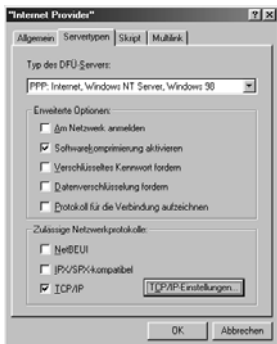 "Internet Provider"
Allgemein Servertypen Skript Multilink
Typ des DFÜ-Servers:
PPP: Internet, Windows NT Server, Windows 98
Erweiterte Optionen:
Am Netzwerk anmelden
Softwarekomprimierung aktivieren
Verschlüsseltes Kennwort fordern
Datenverschlüsselung fordern
Protokoll für die Verbindung aufzeichnen
Zulässige Netzwerkprotokolle:
NetBEUI
IPX/SPX-kompatibel
TCP/IP TCP/IP-Einstellungen...
OK Abbrechen